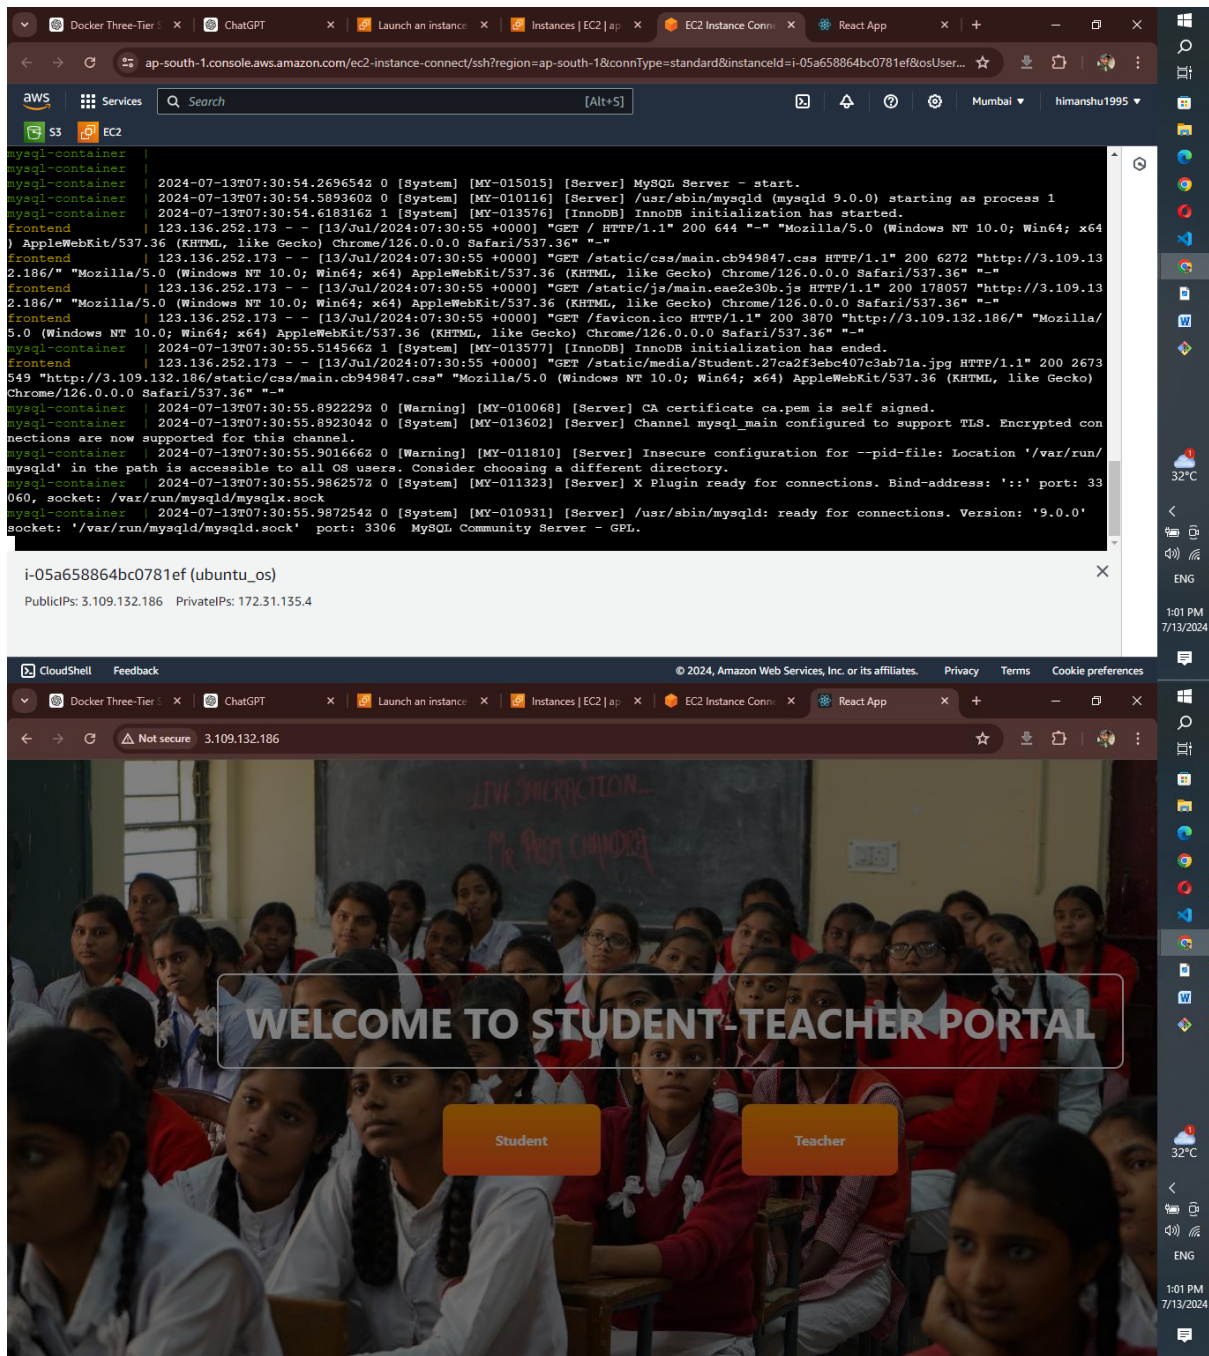 Docker Three-Tier S
ChatGPT
Launch an instance
Instances | EC2 | ap
EC2 Instance Conne
React App
ap-south-1.console.aws.amazon.com/ec2-instance-connect/ssh?region=ap-south-1&connType=standard&instanceId=i-05a658864bc0781ef&osUser...
aws Services Search [Alt+S] Mumbai ▼ himanshu1995 ▼
S3 EC2
mysql-container |
mysql-container |
mysql-container | 2024-07-13T07:30:54.269654Z 0 [System] [MY-015015] [Server] MySQL Server - start.
mysql-container | 2024-07-13T07:30:54.589360Z 0 [System] [MY-010116] [Server] /usr/sbin/mysqld (mysqld 9.0.0) starting as process 1
mysql-container | 2024-07-13T07:30:54.618316Z 1 [System] [MY-013576] [InnoDB] InnoDB initialization has started.
frontend | 123.136.252.173 - - [13/Jul/2024:07:30:55 +0000] "GET / HTTP/1.1" 200 644 "-" "Mozilla/5.0 (Windows NT 10.0; Win64; x64
) AppleWebKit/537.36 (KHTML, like Gecko) Chrome/126.0.0.0 Safari/537.36" "-"
frontend | 123.136.252.173 - - [13/Jul/2024:07:30:55 +0000] "GET /static/css/main.cb949847.css HTTP/1.1" 200 6272 "http://3.109.13
2.186/" "Mozilla/5.0 (Windows NT 10.0; Win64; x64) AppleWebKit/537.36 (KHTML, like Gecko) Chrome/126.0.0.0 Safari/537.36" "-"
frontend | 123.136.252.173 - - [13/Jul/2024:07:30:55 +0000] "GET /static/js/main.eae2e30b.js HTTP/1.1" 200 178057 "http://3.109.13
2.186/" "Mozilla/5.0 (Windows NT 10.0; Win64; x64) AppleWebKit/537.36 (KHTML, like Gecko) Chrome/126.0.0.0 Safari/537.36" "-"
frontend | 123.136.252.173 - - [13/Jul/2024:07:30:55 +0000] "GET /favicon.ico HTTP/1.1" 200 3870 "http://3.109.132.186/" "Mozilla/
5.0 (Windows NT 10.0; Win64; x64) AppleWebKit/537.36 (KHTML, like Gecko) Chrome/126.0.0.0 Safari/537.36" "-"
mysql-container | 2024-07-13T07:30:55.514566Z 1 [System] [MY-013577] [InnoDB] InnoDB initialization has ended.
frontend | 123.136.252.173 - - [13/Jul/2024:07:30:55 +0000] "GET /static/media/Student.27ca2f3ebc407c3ab71a.jpg HTTP/1.1" 200 2673
549 "http://3.109.132.186/static/css/main.cb949847.css" "Mozilla/5.0 (Windows NT 10.0; Win64; x64) AppleWebKit/537.36 (KHTML, like Gecko)
Chrome/126.0.0.0 Safari/537.36" "-"
mysql-container | 2024-07-13T07:30:55.892229Z 0 [Warning] [MY-010068] [Server] CA certificate ca.pem is self signed.
mysql-container | 2024-07-13T07:30:55.892304Z 0 [System] [MY-013602] [Server] Channel mysql_main configured to support TLS. Encrypted con
nections are now supported for this channel.
mysql-container | 2024-07-13T07:30:55.901666Z 0 [Warning] [MY-011810] [Server] Insecure configuration for --pid-file: Location '/var/run/
mysqld' in the path is accessible to all OS users. Consider choosing a different directory.
mysql-container | 2024-07-13T07:30:55.986257Z 0 [System] [MY-011323] [Server] X Plugin ready for connections. Bind-address: '::' port: 33
060, socket: /var/run/mysqld/mysqlx.sock
mysql-container | 2024-07-13T07:30:55.987254Z 0 [System] [MY-010931] [Server] /usr/sbin/mysqld: ready for connections. Version: '9.0.0'
socket: '/var/run/mysqld/mysqld.sock' port: 3306 MySQL Community Server - GPL.
i-05a658864bc0781ef (ubuntu_os)
PublicIPs: 3.109.132.186 PrivateIPs: 172.31.135.4
CloudShell Feedback © 2024, Amazon Web Services, Inc. or its affiliates. Privacy Terms Cookie preferences
32°C
ENG
1:01 PM
7/13/2024
Docker Three-Tier S
ChatGPT
Launch an instance
Instances | EC2 | ap
EC2 Instance Conne
React App
Not secure 3.109.132.186
LIVE INTERACTION...
MR PREM CHANDRA
WELCOME TO STUDENT-TEACHER PORTAL
Student
Teacher
32°C
ENG
1:01 PM
7/13/2024